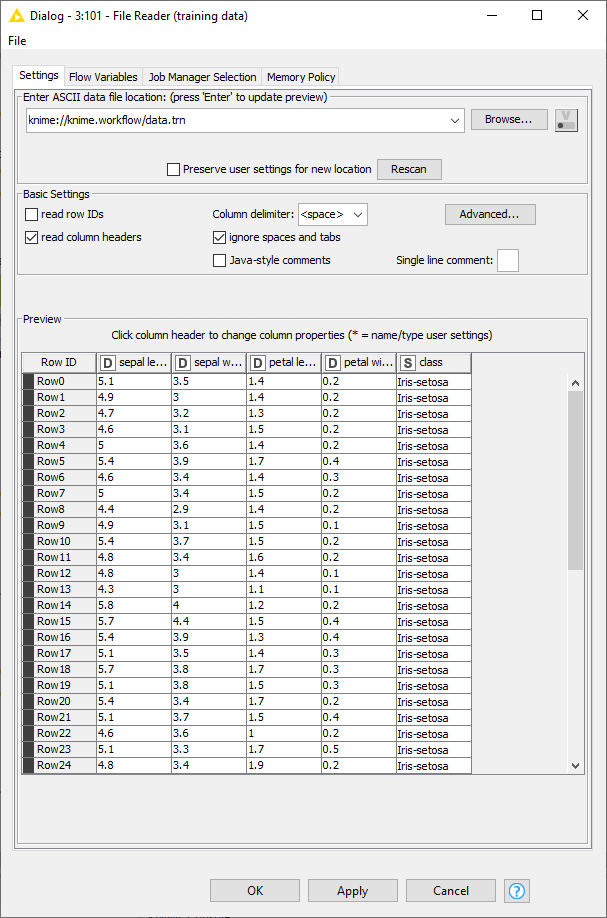 Dialog - 3:101 - File Reader (training data)
File
Settings Flow Variables Job Manager Selection Memory Policy
Enter ASCII data file location: (press 'Enter' to update preview)
knime://knime.workflow/data.trn Browse... V
Preserve user settings for new location Rescan
Basic Settings
read row IDs Column delimiter: <space> Advanced...
read column headers ignore spaces and tabs
Java-style comments Single line comment:
Preview
Click column header to change column properties (* = name/type user settings)
Row ID D sepal le... D sepal w... D petal le... D petal wi... S class
Row0 5.1 3.5 1.4 0.2 Iris-setosa
Row1 4.9 3 1.4 0.2 Iris-setosa
Row2 4.7 3.2 1.3 0.2 Iris-setosa
Row3 4.6 3.1 1.5 0.2 Iris-setosa
Row4 5 3.6 1.4 0.2 Iris-setosa
Row5 5.4 3.9 1.7 0.4 Iris-setosa
Row6 4.6 3.4 1.4 0.3 Iris-setosa
Row7 5 3.4 1.5 0.2 Iris-setosa
Row8 4.4 2.9 1.4 0.2 Iris-setosa
Row9 4.9 3.1 1.5 0.1 Iris-setosa
Row10 5.4 3.7 1.5 0.2 Iris-setosa
Row11 4.8 3.4 1.6 0.2 Iris-setosa
Row12 4.8 3 1.4 0.1 Iris-setosa
Row13 4.3 3 1.1 0.1 Iris-setosa
Row14 5.8 4 1.2 0.2 Iris-setosa
Row15 5.7 4.4 1.5 0.4 Iris-setosa
Row16 5.4 3.9 1.3 0.4 Iris-setosa
Row17 5.1 3.5 1.4 0.3 Iris-setosa
Row18 5.7 3.8 1.7 0.3 Iris-setosa
Row19 5.1 3.8 1.5 0.3 Iris-setosa
Row20 5.4 3.4 1.7 0.2 Iris-setosa
Row21 5.1 3.7 1.5 0.4 Iris-setosa
Row22 4.6 3.6 1 0.2 Iris-setosa
Row23 5.1 3.3 1.7 0.5 Iris-setosa
Row24 4.8 3.4 1.9 0.2 Iris-setosa
OK Apply Cancel ?